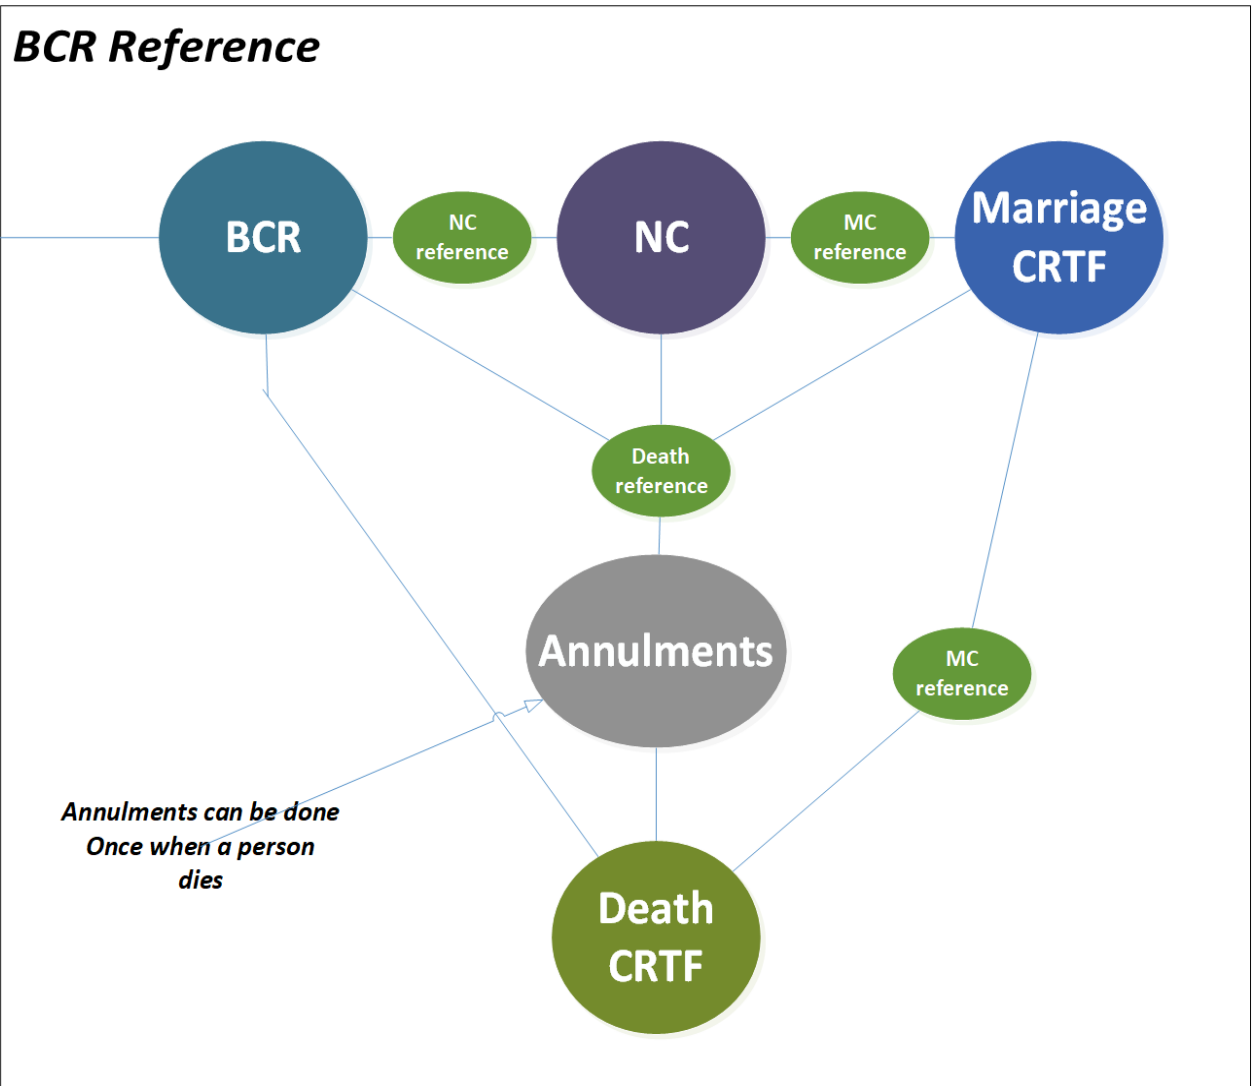 BCR Reference
BCR
NC
reference
NC
MC
reference
Marriage
CRTF
Death
reference
Annulments
MC
reference
Annulments can be done
Once when a person
dies
Death
CRTF